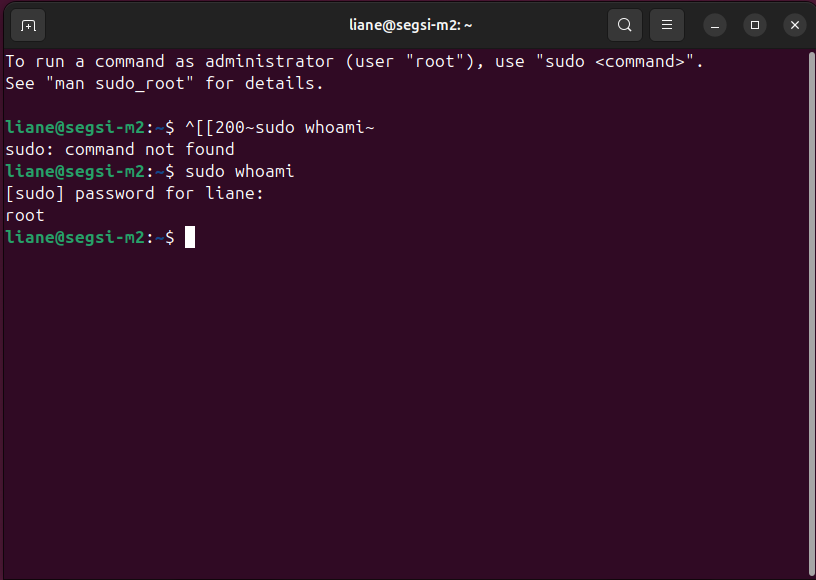 liane@segsi-m2: ~
To run a command as administrator (user "root"), use "sudo <command>".
See "man sudo_root" for details.

liane@segsi-m2:~$ ^[[200~sudo whoami~
sudo: command not found
liane@segsi-m2:~$ sudo whoami
[sudo] password for liane:
root
liane@segsi-m2:~$